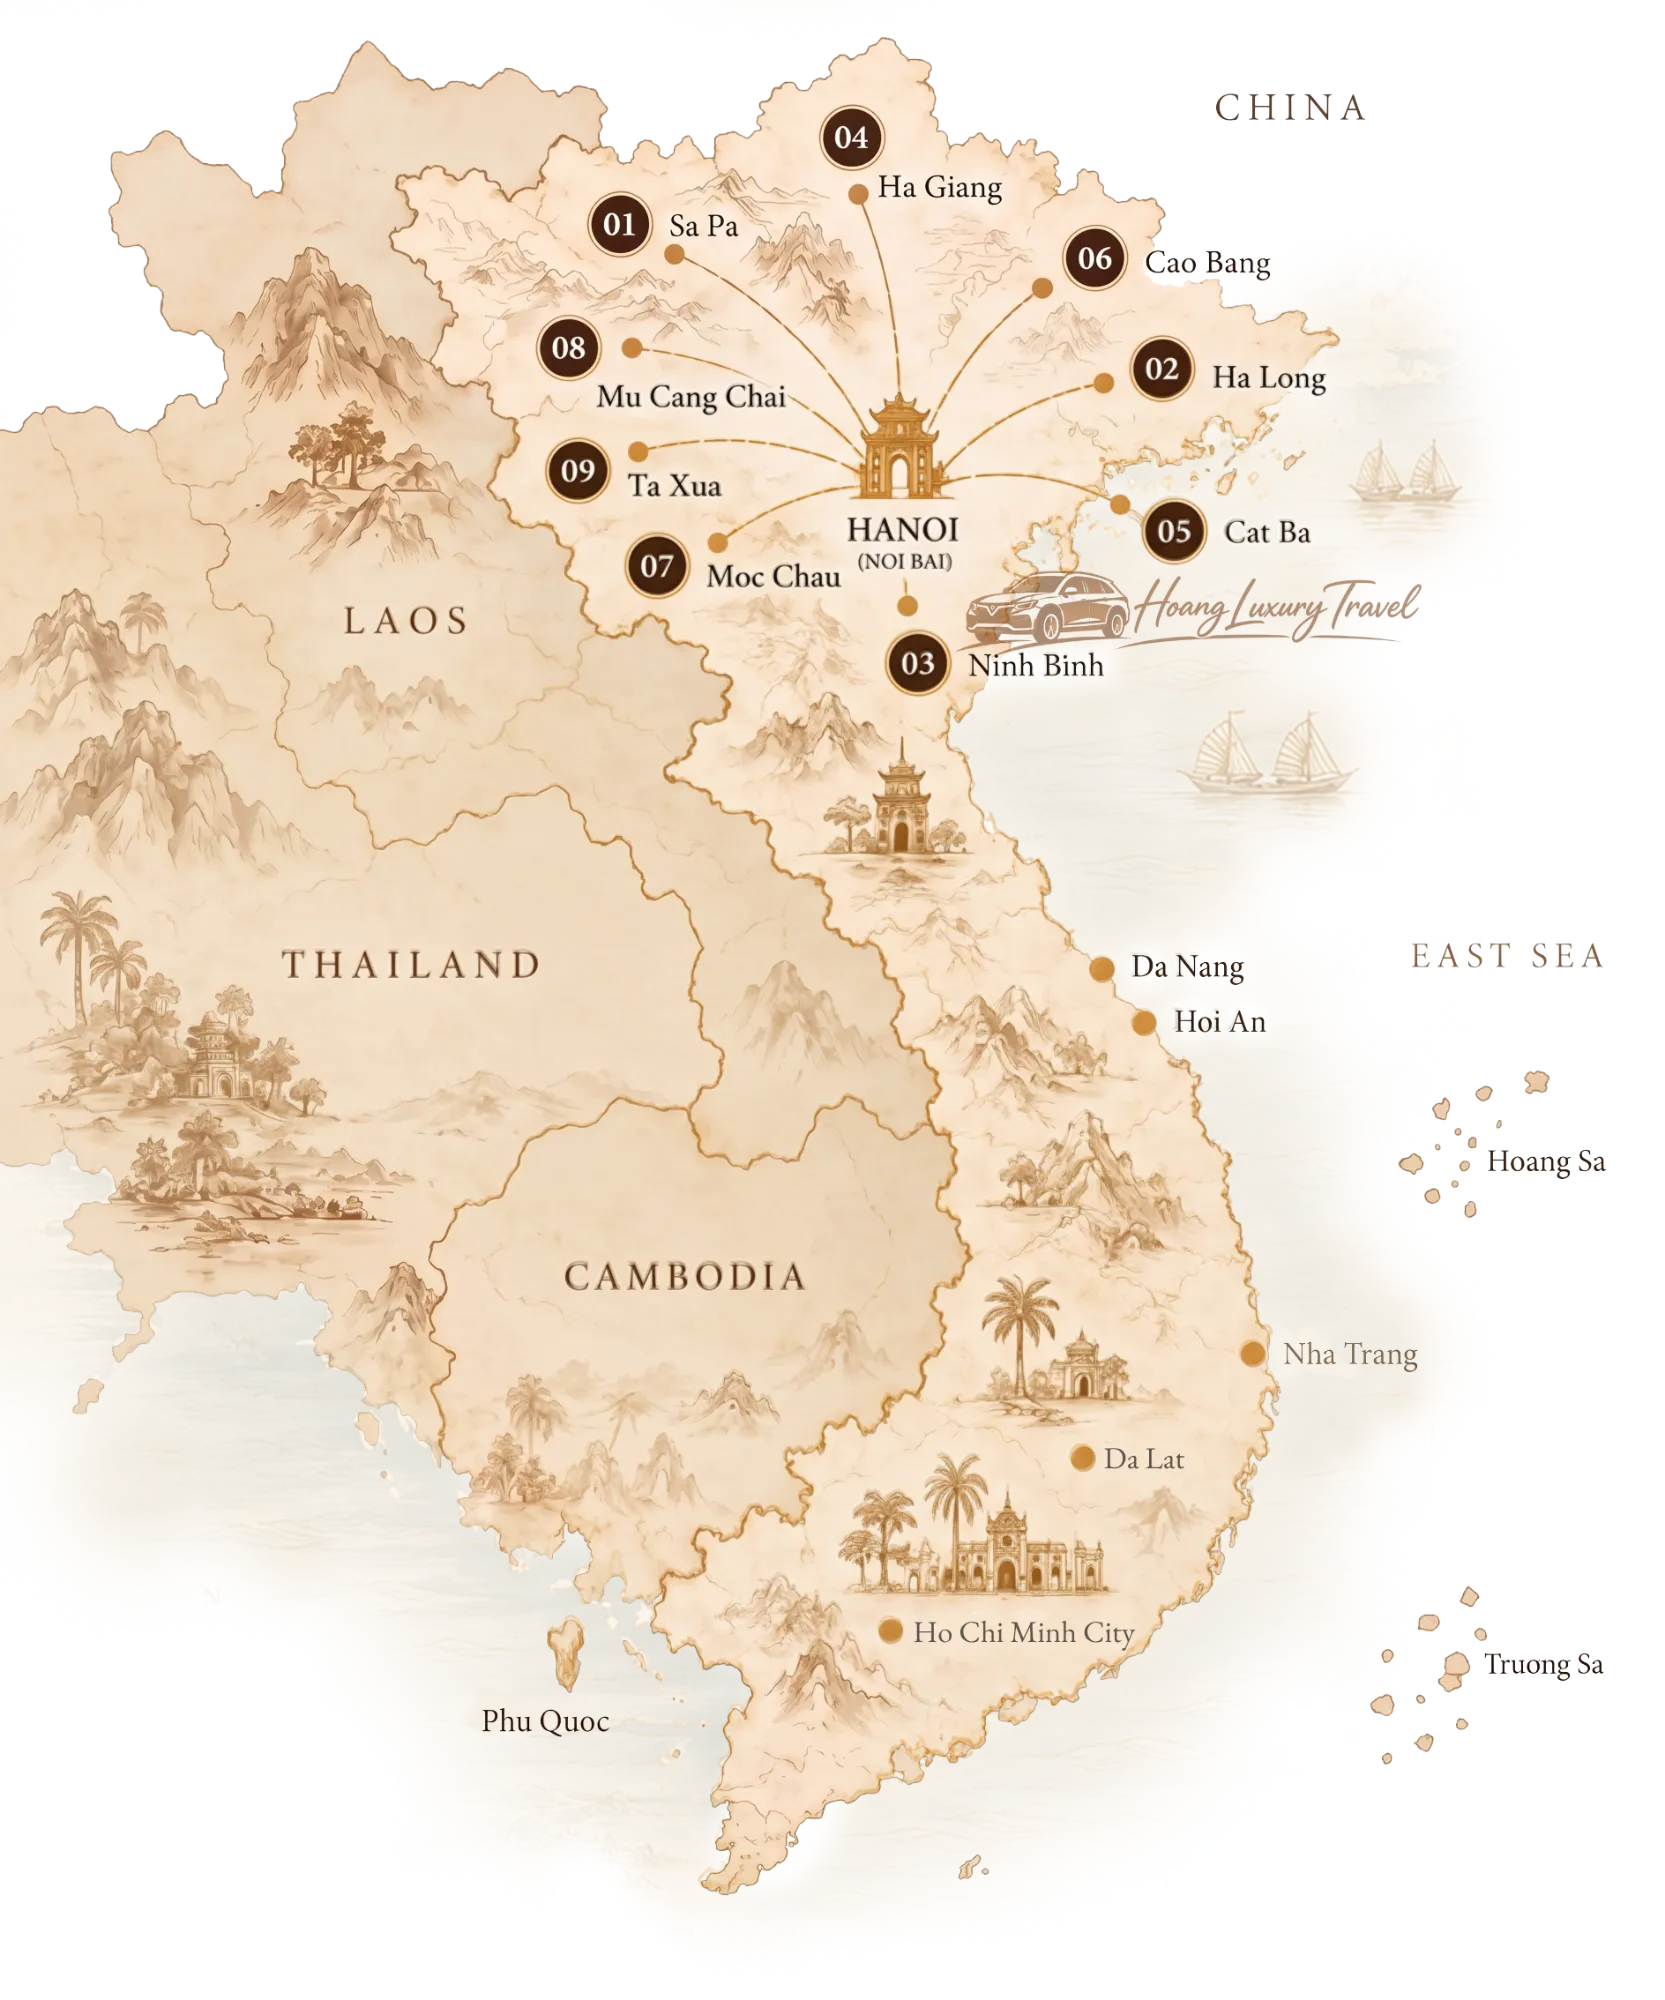 CHINA
04
Ha Giang
01
Sa Pa
06
Cao Bang
08
Mu Cang Chai
02
Ha Long
09
Ta Xua
HANOI
(NOI BAI)
05
Cat Ba
07
Moc Chau
Hoang Luxury Travel
LAOS
03
Ninh Binh
THAILAND
Da Nang
EAST SEA
Hoi An
Hoang Sa
CAMBODIA
Nha Trang
Da Lat
Ho Chi Minh City
Truong Sa
Phu Quoc